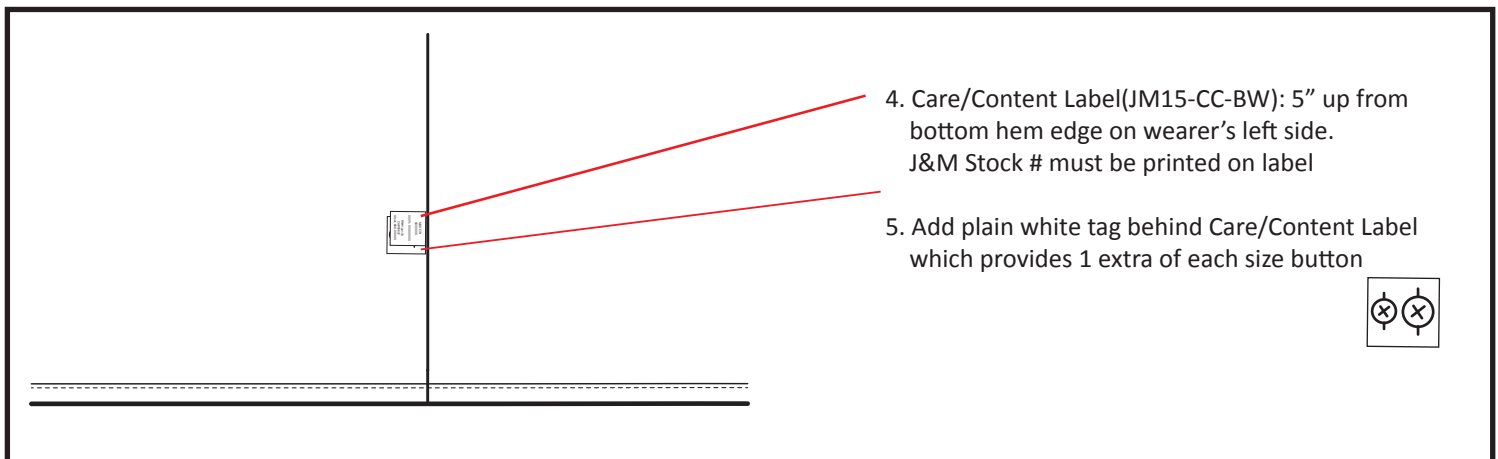 4. Care/Content Label(JM15-CC-BW): 5” up from
bottom hem edge on wearer’s left side.
J&M Stock # must be printed on label
5. Add plain white tag behind Care/Content Label
which provides 1 extra of each size button